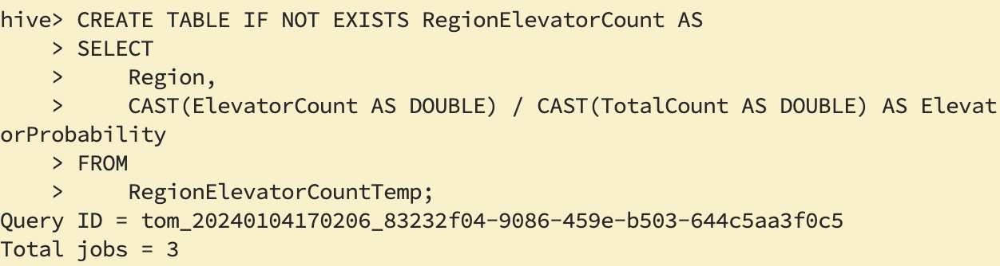 hive> CREATE TABLE IF NOT EXISTS RegionElevatorCount AS
    > SELECT
    >     Region,
    >     CAST(ElevatorCount AS DOUBLE) / CAST(TotalCount AS DOUBLE) AS Elevat
orProbability
    > FROM
    >     RegionElevatorCountTemp;
Query ID = tom_20240104170206_83232f04-9086-459e-b503-644c5aa3f0c5
Total jobs = 3